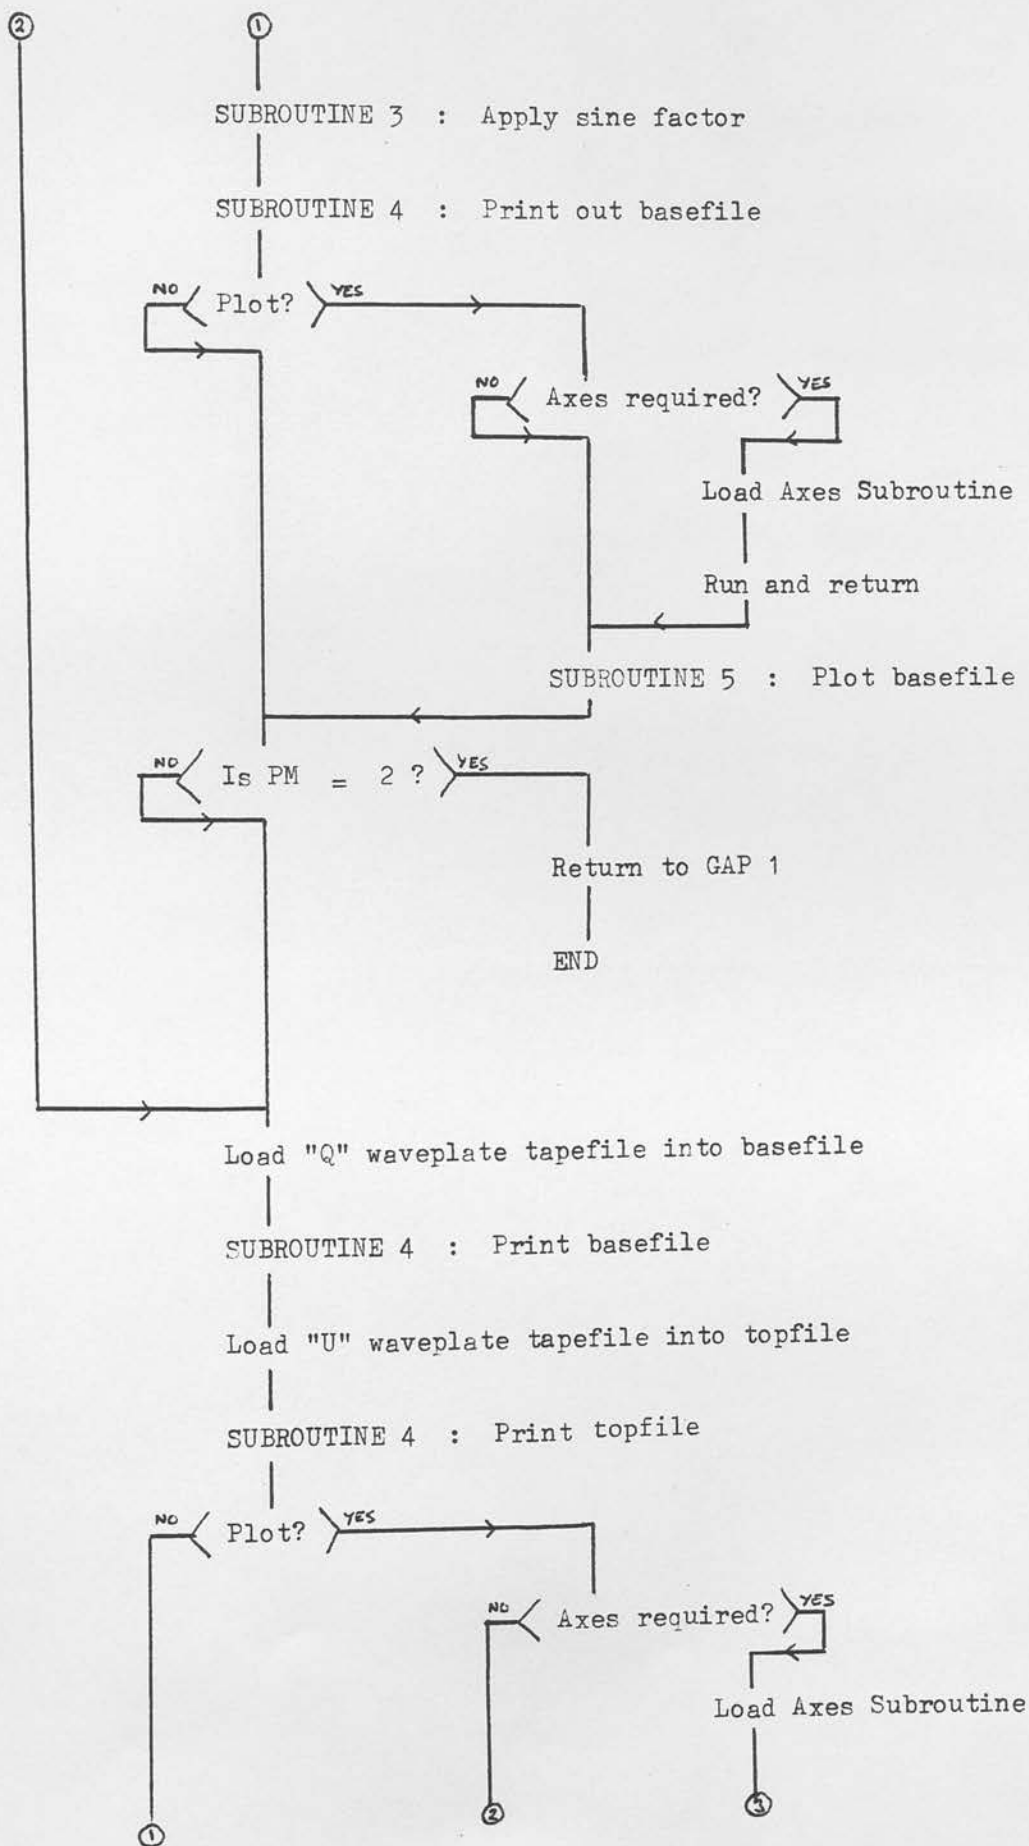 ② ①
SUBROUTINE 3 : Apply sine factor
SUBROUTINE 4 : Print out basefile
NO Plot? YES
NO Axes required? YES
Load Axes Subroutine
Run and return
SUBROUTINE 5 : Plot basefile
NO Is PM = 2 ? YES
Return to GAP 1
END
Load "Q" waveplate tapefile into basefile
SUBROUTINE 4 : Print basefile
Load "U" waveplate tapefile into topfile
SUBROUTINE 4 : Print topfile
NO Plot? YES
NO Axes required? YES
Load Axes Subroutine
① ② ③